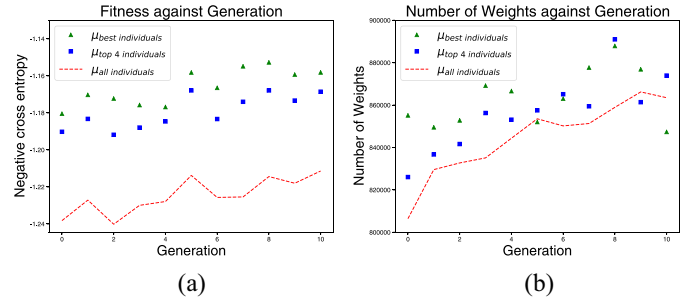 Fitness against Generation
μbest individuals
μtop 4 individuals
μall individuals
Negative cross entropy
-1.14
-1.16
-1.18
-1.20
-1.22
-1.24
0 2 4 6 8 10
Generation
(a)
Number of Weights against Generation
μbest individuals
μtop 4 individuals
μall individuals
Number of Weights
900000
880000
860000
840000
820000
800000
0 2 4 6 8 10
Generation
(b)